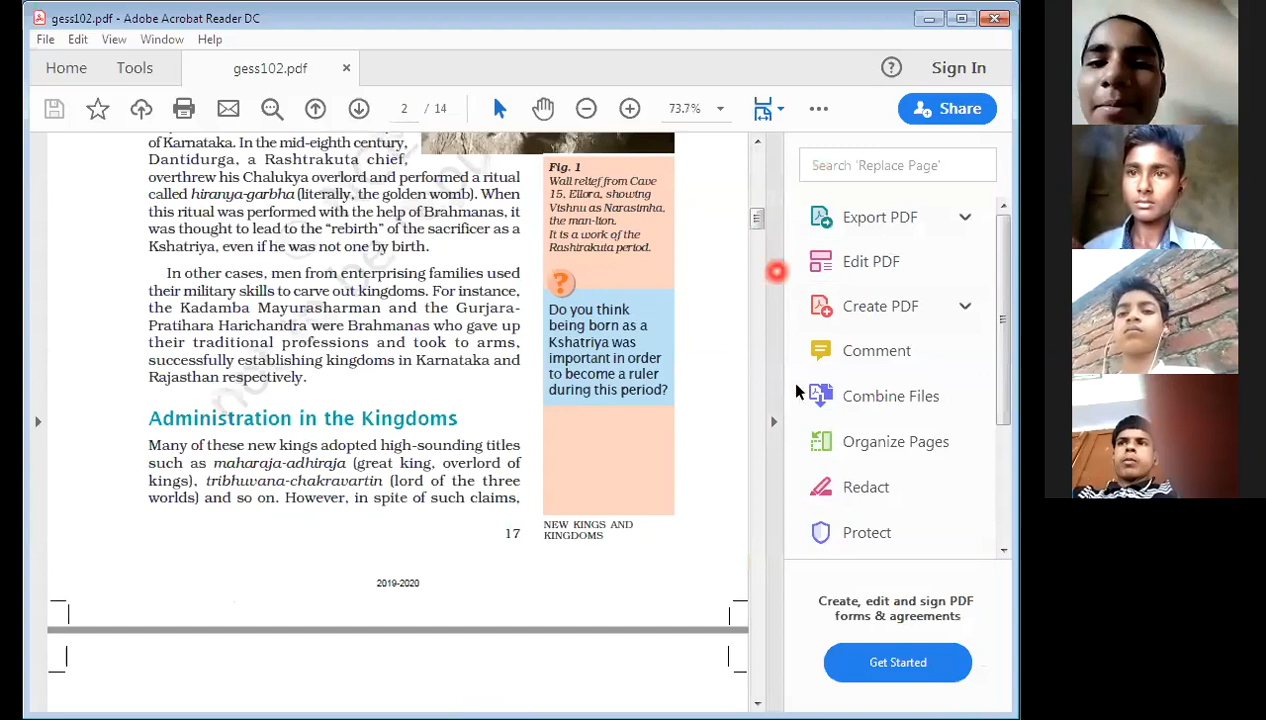 gess102.pdf - Adobe Acrobat Reader DC
File Edit View Window Help
Home Tools gess102.pdf × ? Sign In
2 / 14 73.7% Share
of Karnataka. In the mid-eighth century,
Dantidurga, a Rashtrakuta chief,
overthrew his Chalukya overlord and performed a ritual
called hiranya-garbha (literally, the golden womb). When
this ritual was performed with the help of Brahmanas, it
was thought to lead to the “rebirth” of the sacrificer as a
Kshatriya, even if he was not one by birth.
In other cases, men from enterprising families used
their military skills to carve out kingdoms. For instance,
the Kadamba Mayurasharman and the Gurjara-
Pratihara Harichandra were Brahmanas who gave up
their traditional professions and took to arms,
successfully establishing kingdoms in Karnataka and
Rajasthan respectively.
Administration in the Kingdoms
Many of these new kings adopted high-sounding titles
such as maharaja-adhiraja (great king, overlord of
kings), tribhuvana-chakravartin (lord of the three
worlds) and so on. However, in spite of such claims,
17
Fig. 1
Wall relief from Cave
15, Ellora, showing
Vishnu as Narasimha,
the man-lion.
It is a work of the
Rashtrakuta period.
?
Do you think
being born as a
Kshatriya was
important in order
to become a ruler
during this period?
NEW KINGS AND
KINGDOMS
2019-2020
Search 'Replace Page'
Export PDF
Edit PDF
Create PDF
Comment
Combine Files
Organize Pages
Redact
Protect
Create, edit and sign PDF
forms & agreements
Get Started